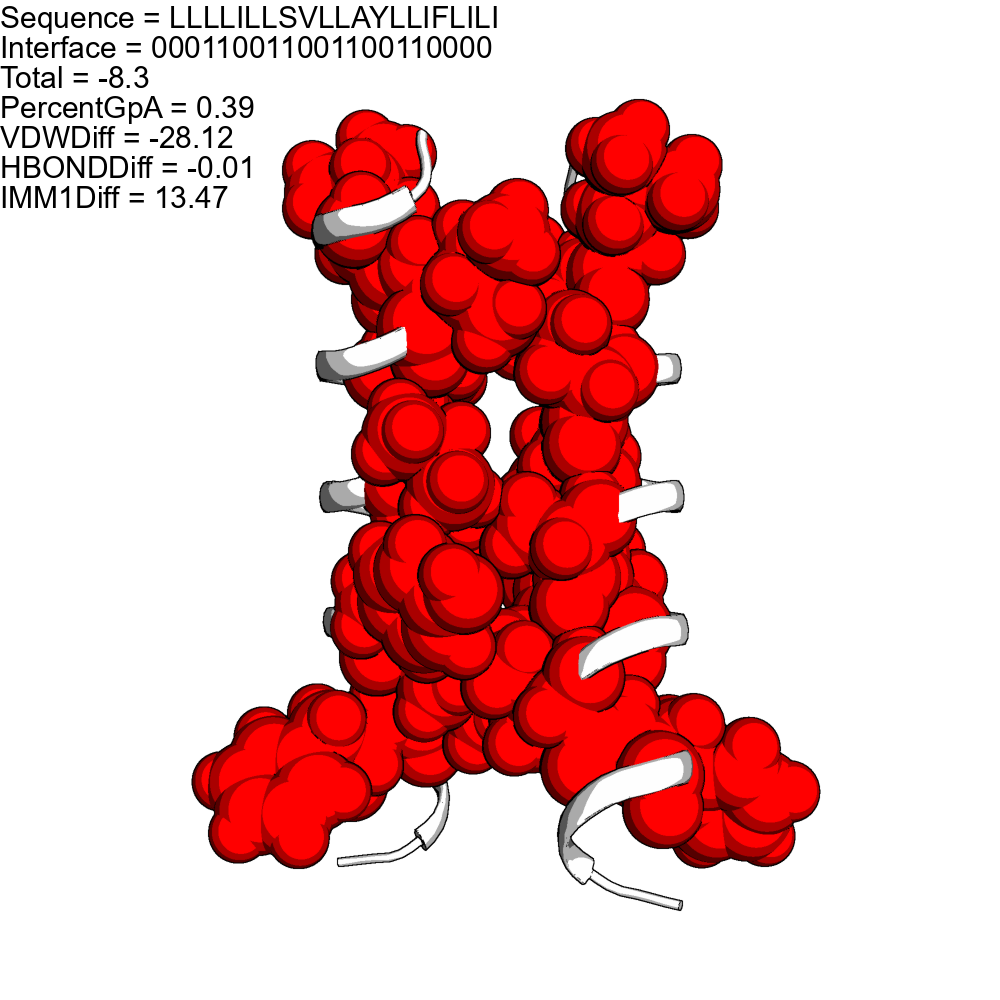 Sequence = LLLLILLSVLLAYLLIFLILI
Interface = 000110011001100110000
Total = -8.3
PercentGpA = 0.39
VDWDiff = -28.12
HBONDDiff = -0.01
IMM1Diff = 13.47